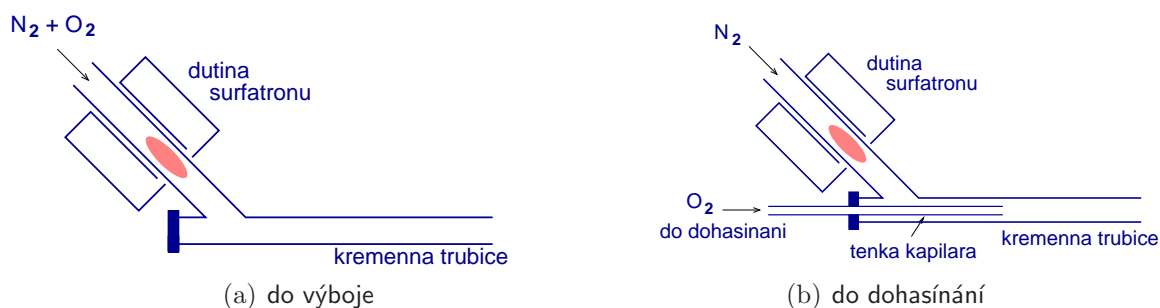 N2 + O2
dutina
surfatronu
kremenna trubice
(a) do výboje
N2
dutina
surfatronu
O2
do dohasinani
tenka kapilara
kremenna trubice
(b) do dohasínání